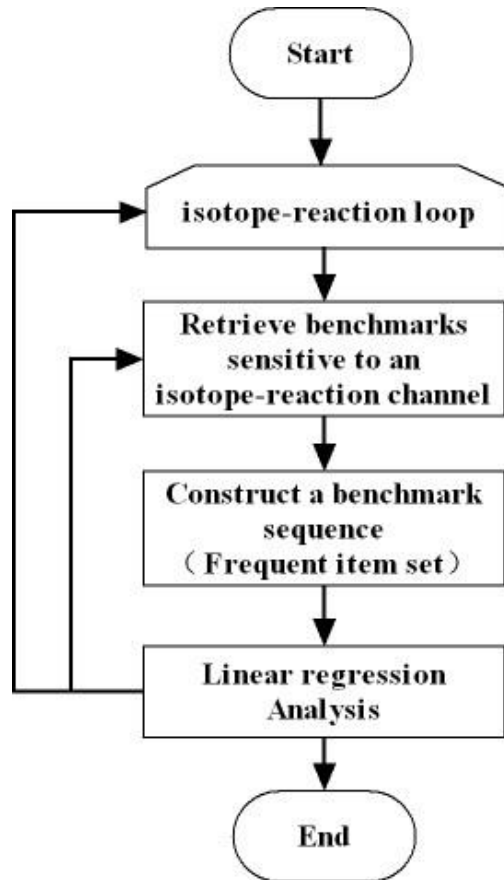 Start
isotope-reaction loop
Retrieve benchmarks
sensitive to an
isotope-reaction channel
Construct a benchmark
sequence
（Frequent item set）
Linear regression
Analysis
End